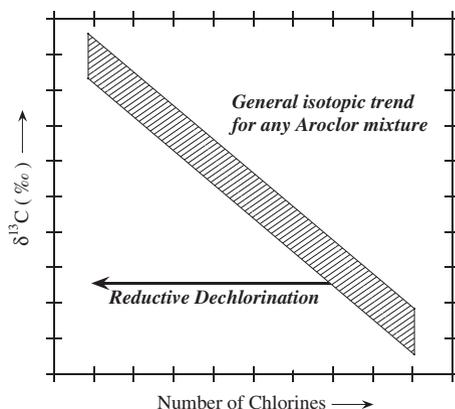 General isotopic trend
for any Aroclor mixture
δ¹³C ( ‰ )
Reductive Dechlorination
Number of Chlorines